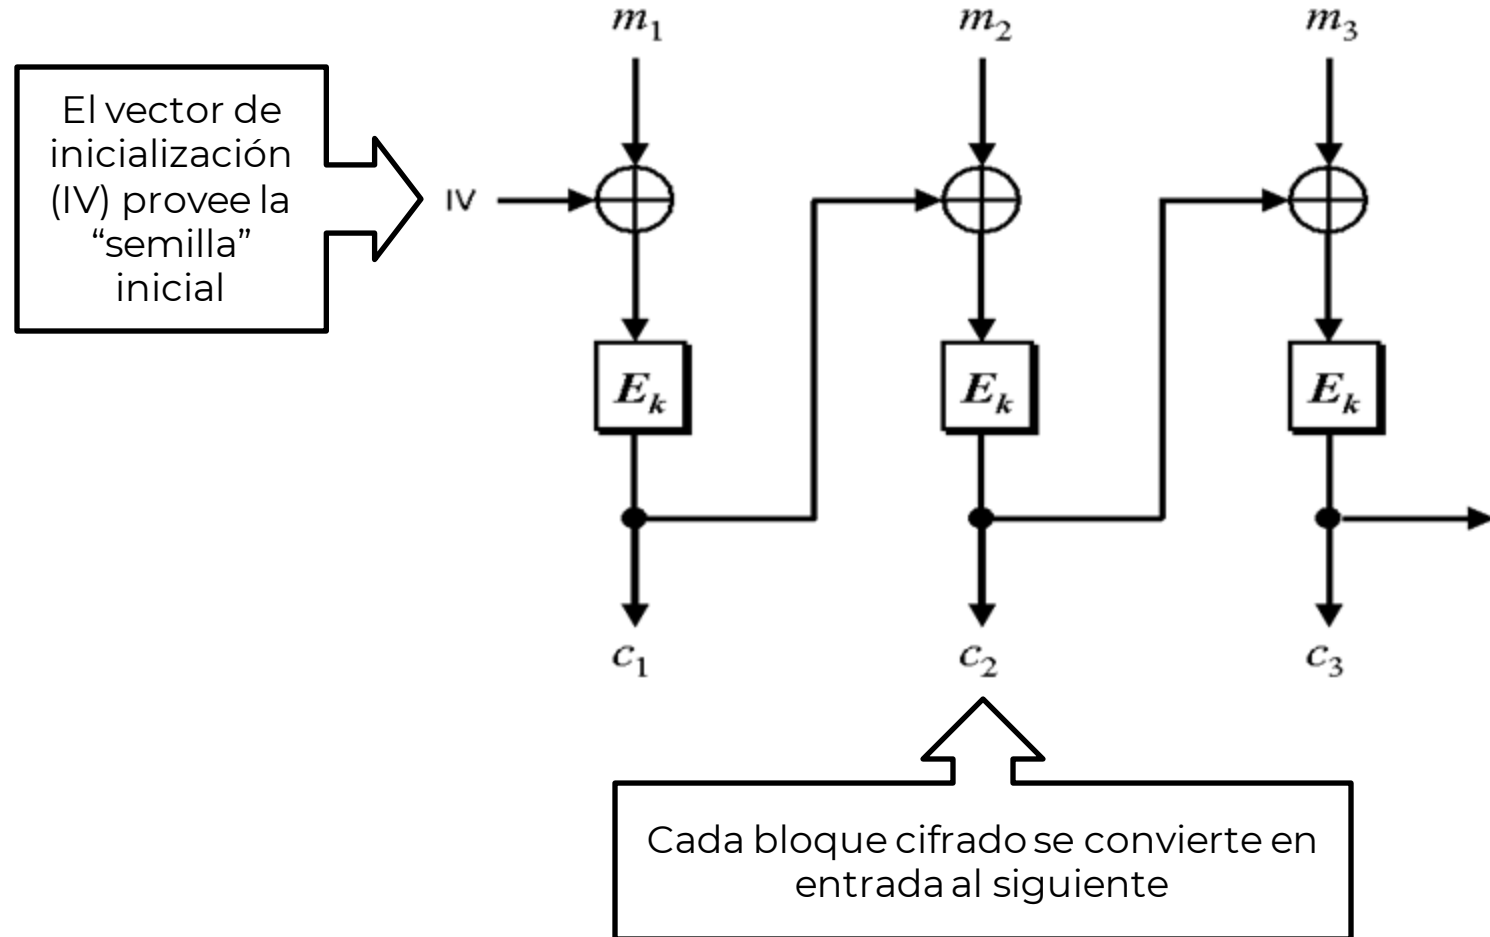 m₁ m₂ m₃
El vector de
inicialización
(IV) provee la
“semilla”
inicial
IV
Eₖ Eₖ Eₖ
c₁ c₂ c₃
Cada bloque cifrado se convierte en
entrada al siguiente